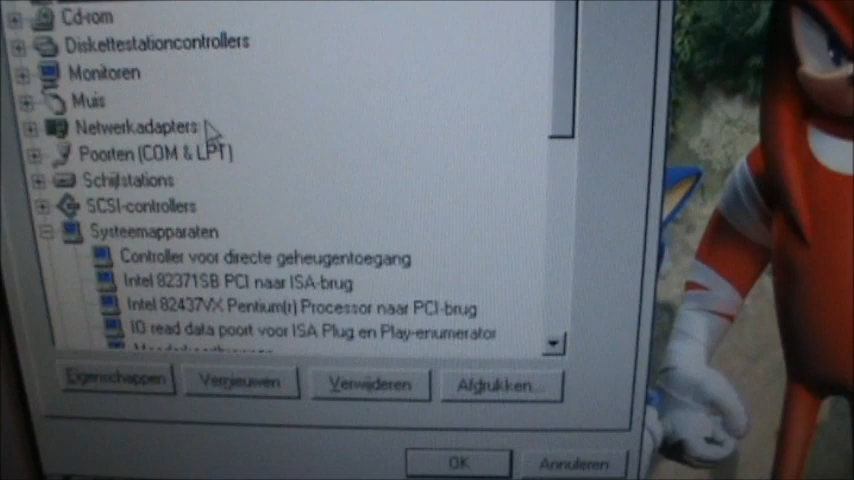 Cd-rom
Diskettestationcontrollers
Monitoren
Muis
Netwerkadapters
Poorten (COM & LPT)
Schijfstations
SCSI-controllers
Systeemapparaten
Controller voor directe geheugentoegang
Intel 82371SB PCI naar ISA-brug
Intel 82437VX Pentium(r) Processor naar PCI-brug
IO read data poort voor ISA Plug en Play-enumerator
Eigenschappen Vernieuwen Verwijderen Afdrukken...
OK Annuleren